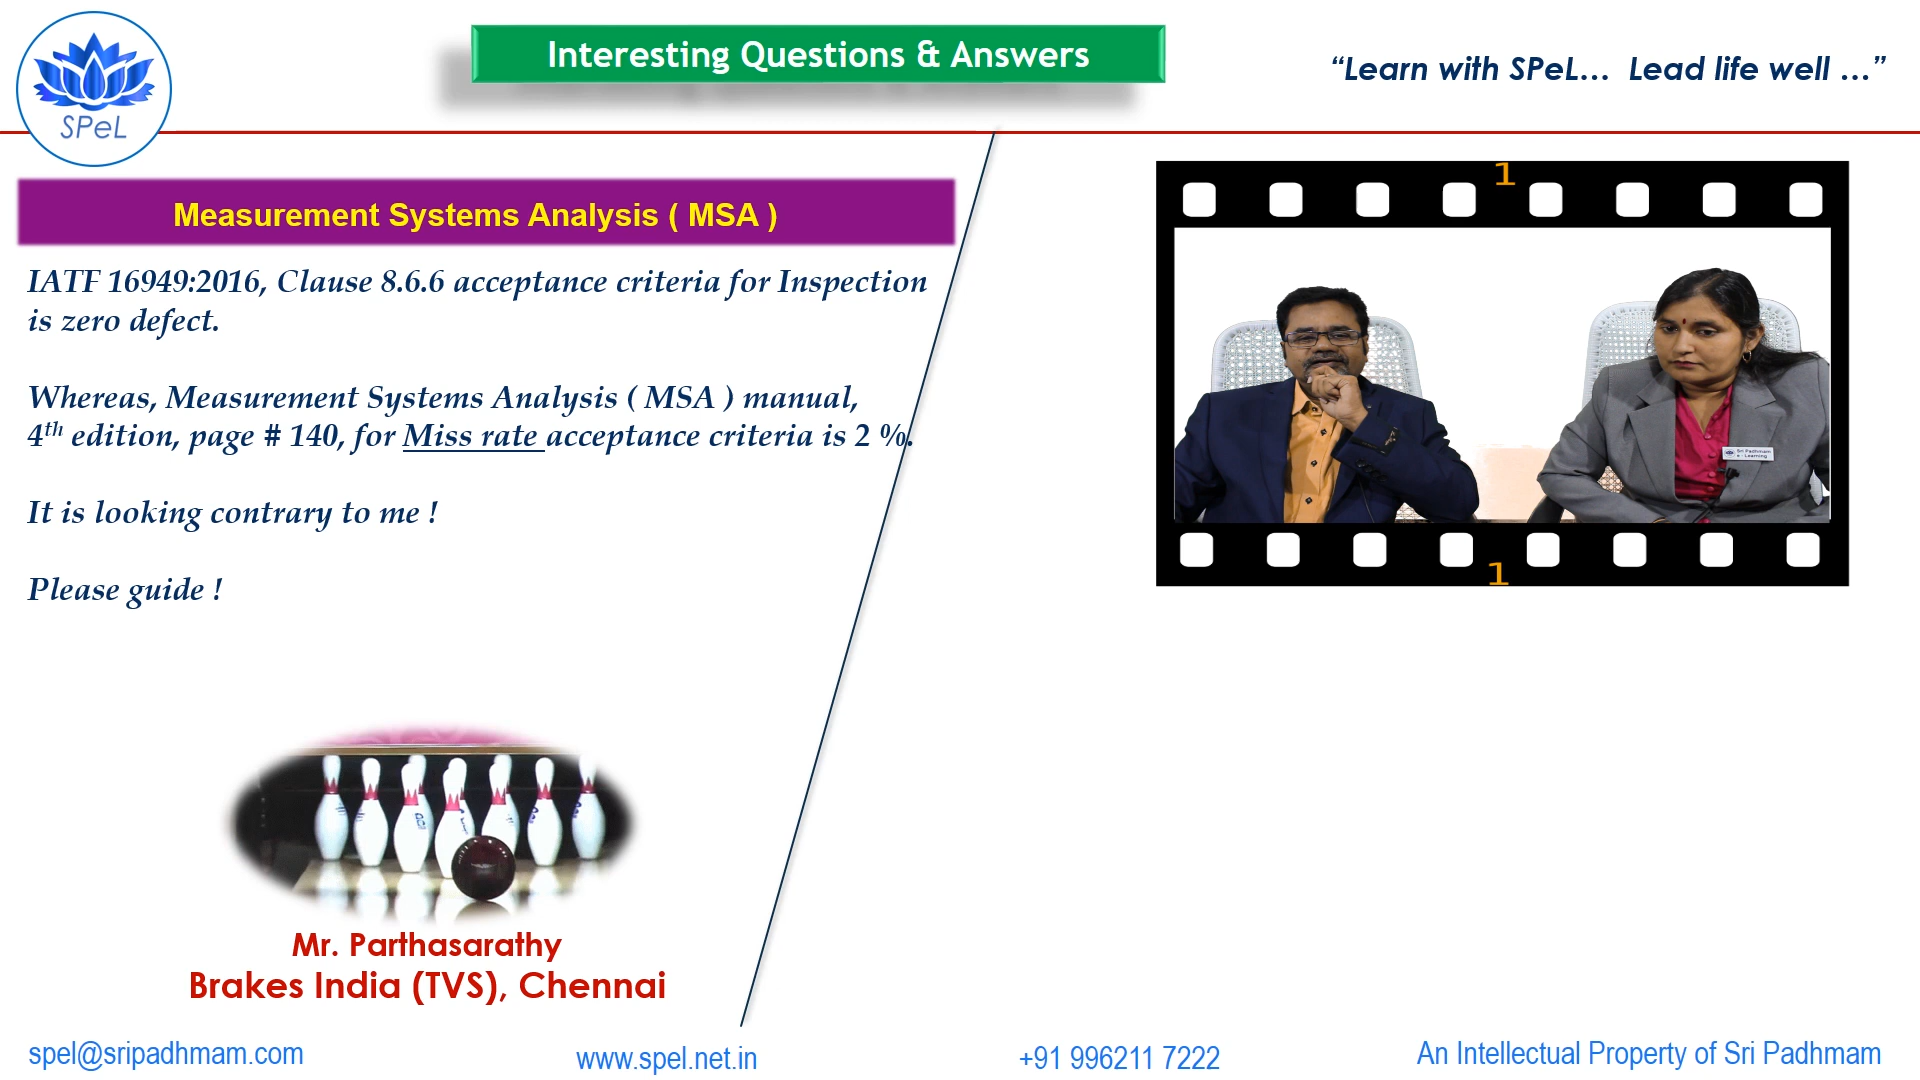 SPeL
Interesting Questions & Answers
“Learn with SPeL… Lead life well …”
Measurement Systems Analysis ( MSA )
IATF 16949:2016, Clause 8.6.6 acceptance criteria for Inspection
is zero defect.
Whereas, Measurement Systems Analysis ( MSA ) manual,
4th edition, page # 140, for Miss rate acceptance criteria is 2 %.
It is looking contrary to me !
Please guide !
1
Sri Padhmam
e - Learning
1
Mr. Parthasarathy
Brakes India (TVS), Chennai
spel@sripadhmam.com
www.spel.net.in
+91 996211 7222
An Intellectual Property of Sri Padhmam